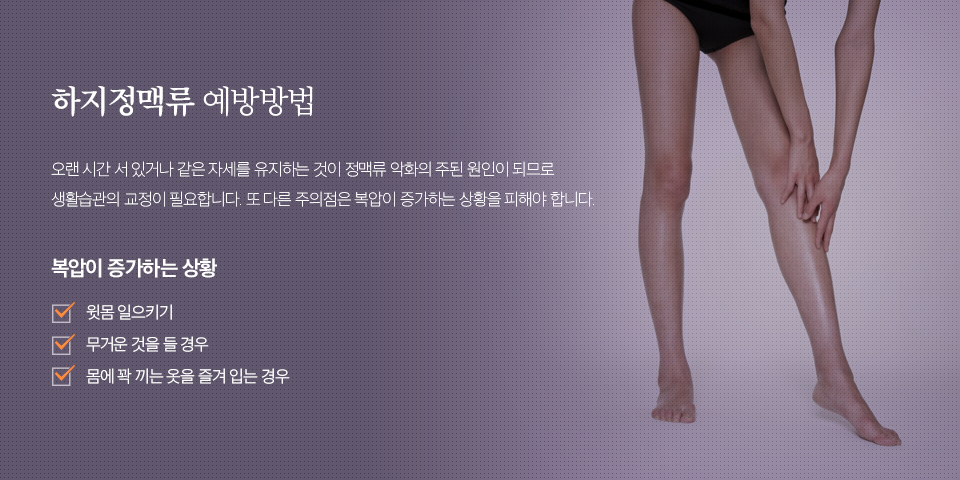 하지정맥류 예방방법
오랜 시간 서 있거나 같은 자세를 유지하는 것이 정맥류 악화의 주된 원인이 되므로
생활습관의 교정이 필요합니다. 또 다른 주의점은 복압이 증가하는 상황을 피해야 합니다.
복압이 증가하는 상황
윗몸 일으키기
무거운 것을 들 경우
몸에 꽉 끼는 옷을 즐겨 입는 경우